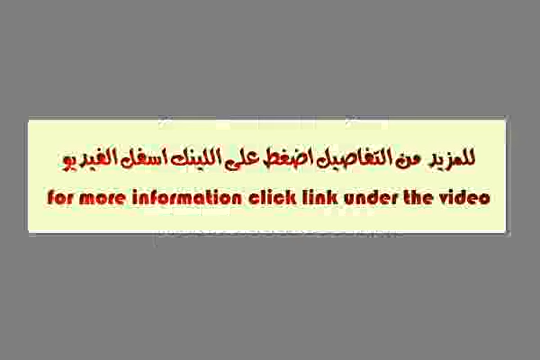 للمزيد من التفاصيل اضغط على اللينك اسفل الفيديو
for more information click link under the video